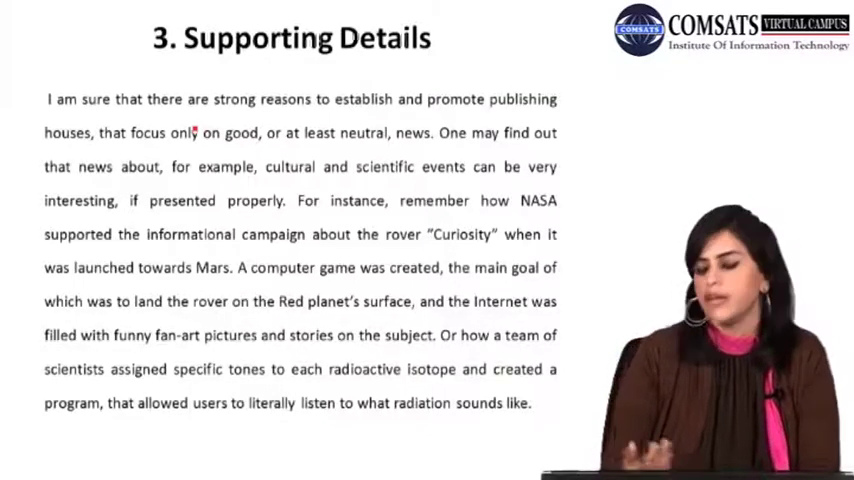 3. Supporting Details
COMSATS
COMSATS VIRTUAL CAMPUS
Institute Of Information Technology
I am sure that there are strong reasons to establish and promote publishing
houses, that focus only on good, or at least neutral, news. One may find out
that news about, for example, cultural and scientific events can be very
interesting, if presented properly. For instance, remember how NASA
supported the informational campaign about the rover "Curiosity" when it
was launched towards Mars. A computer game was created, the main goal of
which was to land the rover on the Red planet's surface, and the Internet was
filled with funny fan-art pictures and stories on the subject. Or how a team of
scientists assigned specific tones to each radioactive isotope and created a
program, that allowed users to literally listen to what radiation sounds like.